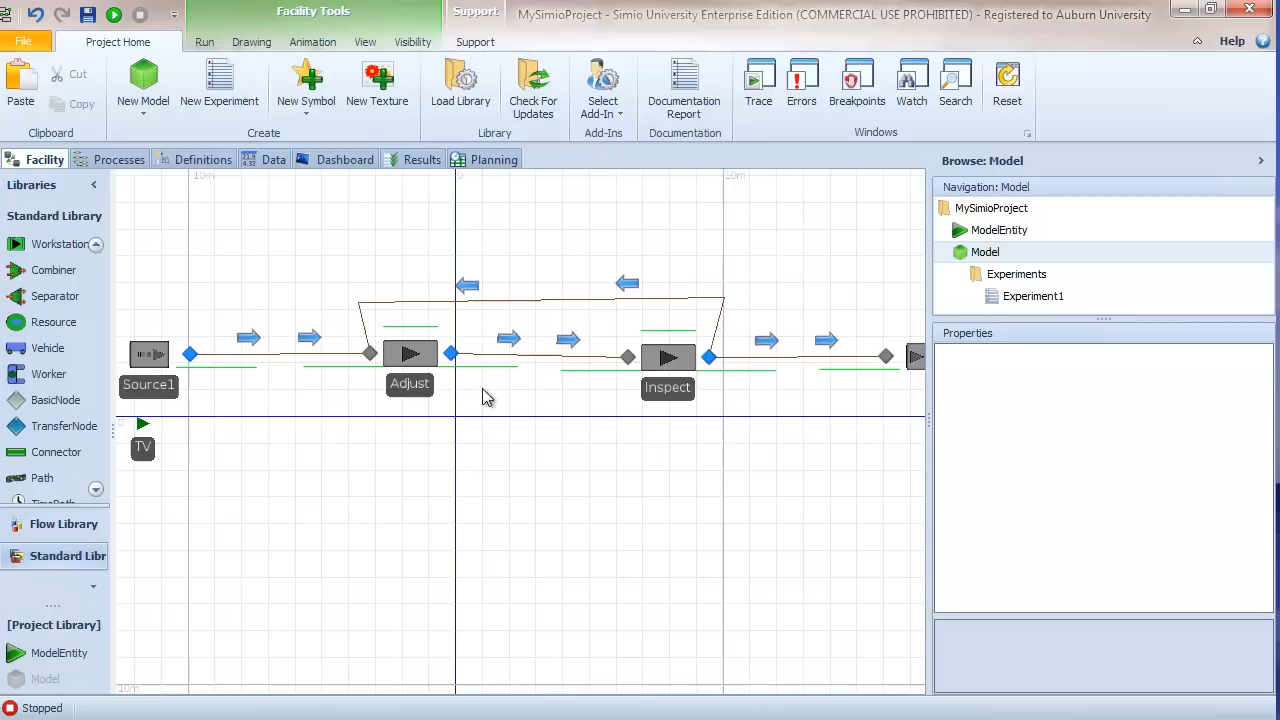 Facility Tools
Support
MySimioProject - Simio University Enterprise Edition (COMMERCIAL USE PROHIBITED) - Registered to Auburn University
File
Project Home
Run
Drawing
Animation
View
Visibility
Support
Help
Paste
Cut
Copy
New Model
New Experiment
New Symbol
New Texture
Load Library
Check For Updates
Select Add-In
Documentation Report
Trace
Errors
Breakpoints
Watch
Search
Reset
Clipboard
Create
Library
Add-Ins
Documentation
Windows
Facility
Processes
Definitions
Data
Dashboard
Results
Planning
Libraries
Standard Library
Workstation
Combiner
Separator
Resource
Vehicle
Worker
BasicNode
TransferNode
Connector
Path
Flow Library
Standard Libr
[Project Library]
ModelEntity
Model
10m
0
10m
Source1
Adjust
Inspect
TV
10m
Browse: Model
Navigation: Model
MySimioProject
ModelEntity
Model
Experiments
Experiment1
Properties
Stopped